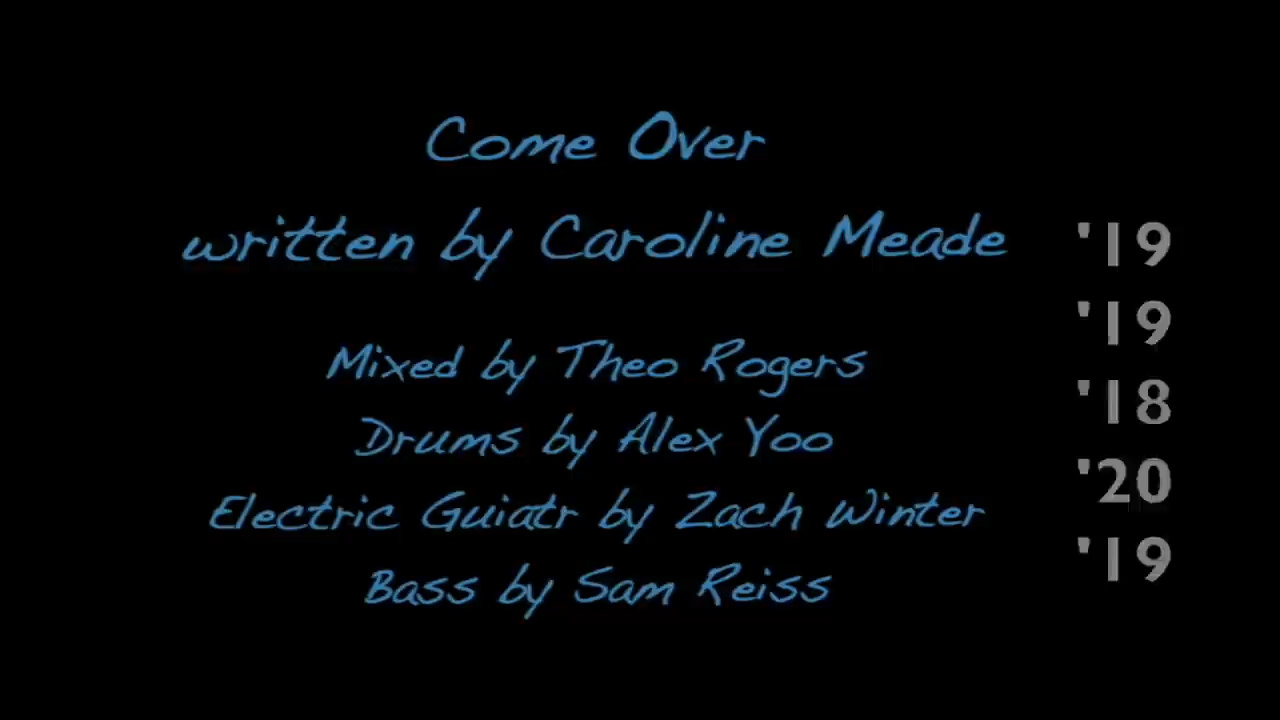 Come Over
written by Caroline Meade '19
Mixed by Theo Rogers '19
Drums by Alex Yoo '18
Electric Guiatr by Zach Winter '20
Bass by Sam Reiss '19